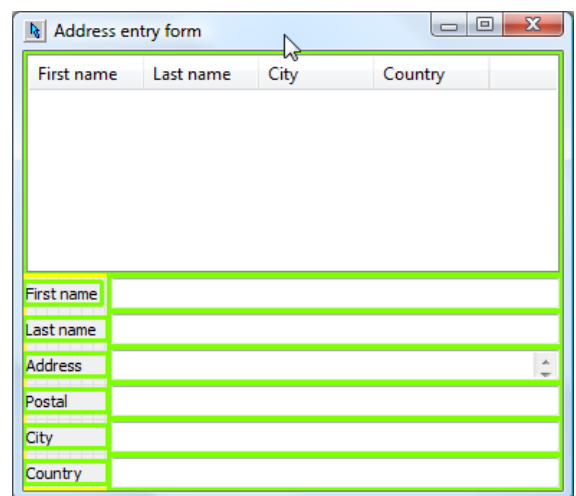 Address entry form
First name Last name City Country
First name
Last name
Address
Postal
City
Country